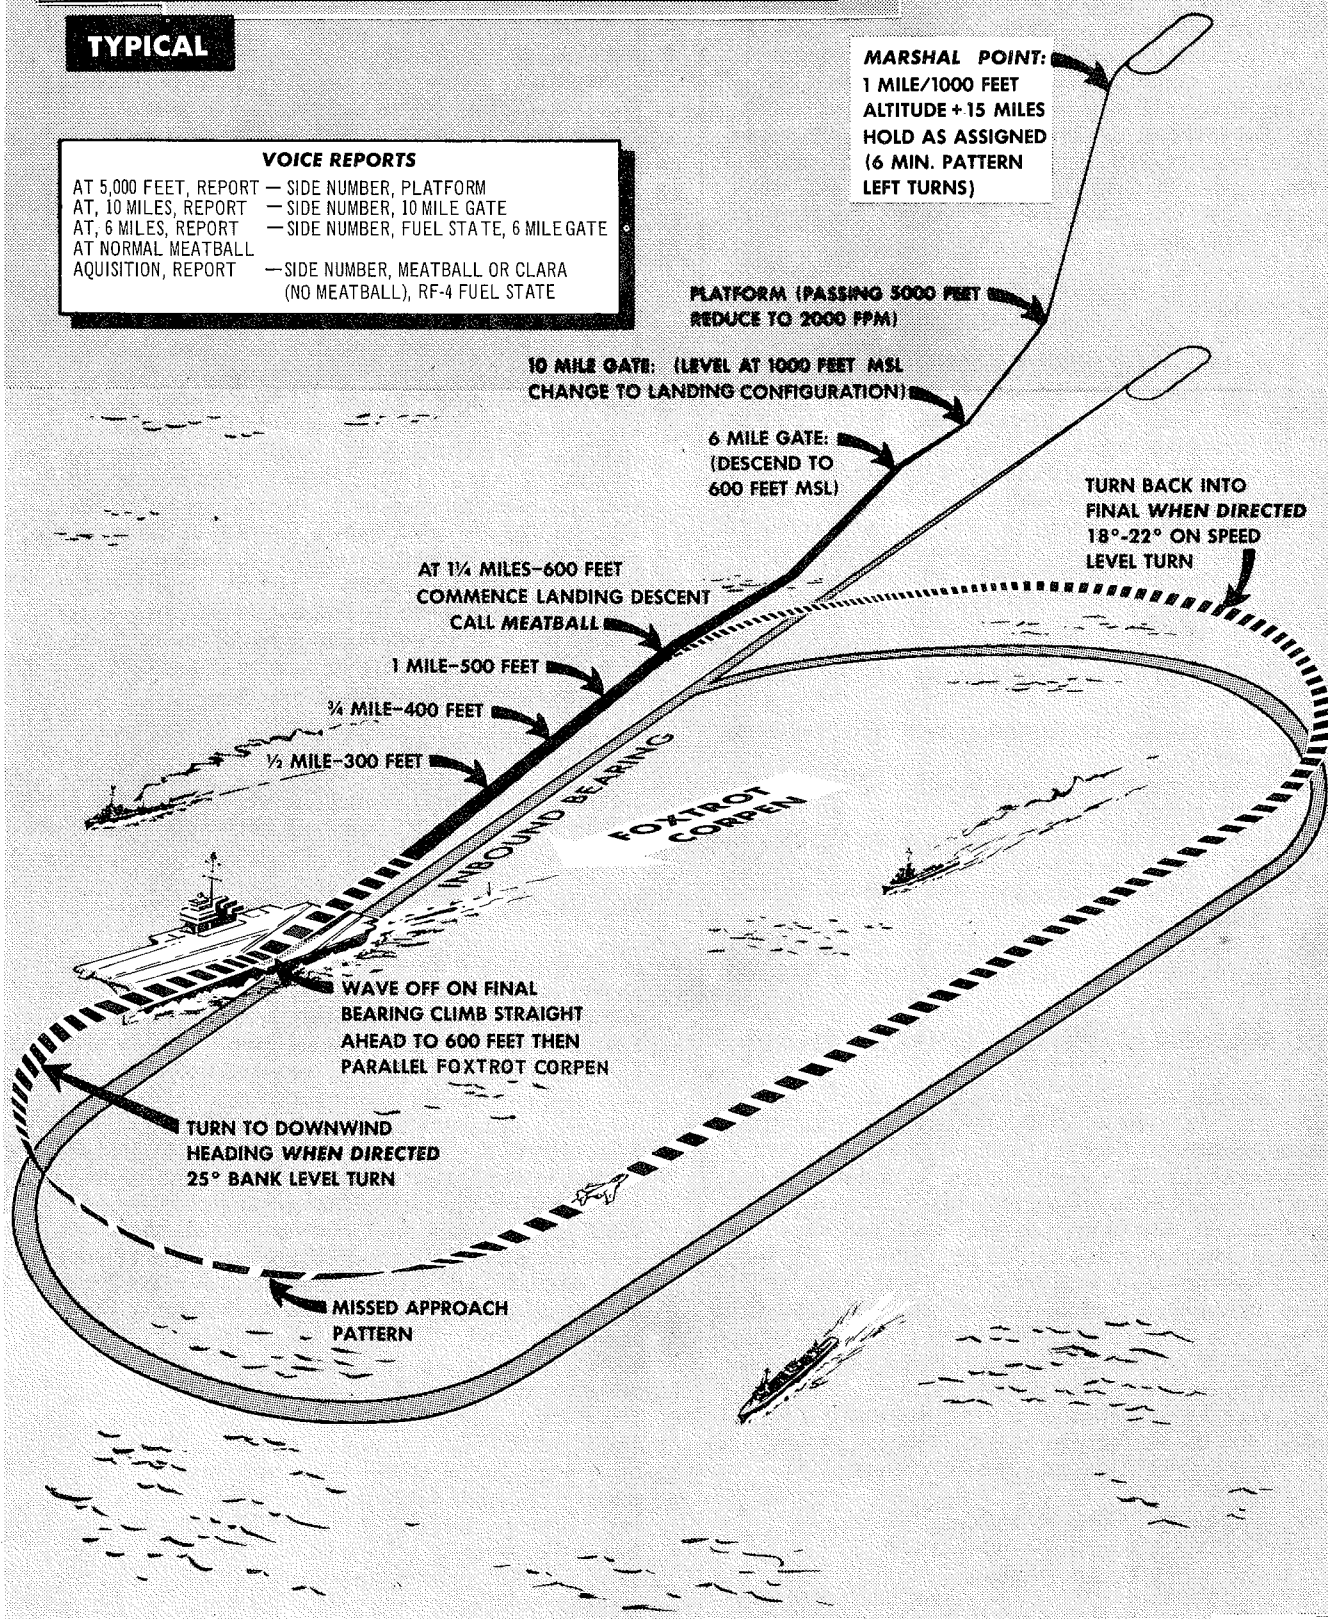 TYPICAL
MARSHAL POINT:
1 MILE/1000 FEET
ALTITUDE + 15 MILES
HOLD AS ASSIGNED
(6 MIN. PATTERN
LEFT TURNS)
VOICE REPORTS
AT 5,000 FEET, REPORT — SIDE NUMBER, PLATFORM
AT, 10 MILES, REPORT — SIDE NUMBER, 10 MILE GATE
AT, 6 MILES, REPORT — SIDE NUMBER, FUEL STATE, 6 MILE GATE
AT NORMAL MEATBALL
AQUISITION, REPORT — SIDE NUMBER, MEATBALL OR CLARA
(NO MEATBALL), RF-4 FUEL STATE
PLATFORM (PASSING 5000 FEET
REDUCE TO 2000 FPM)
10 MILE GATE: (LEVEL AT 1000 FEET MSL
CHANGE TO LANDING CONFIGURATION)
6 MILE GATE:
(DESCEND TO
600 FEET MSL)
TURN BACK INTO
FINAL WHEN DIRECTED
18°-22° ON SPEED
LEVEL TURN
AT 1¼ MILES-600 FEET
COMMENCE LANDING DESCENT
CALL MEATBALL
1 MILE-500 FEET
¾ MILE-400 FEET
½ MILE-300 FEET
INBOUND BEARING
FOXTROT
CORPEN
WAVE OFF ON FINAL
BEARING CLIMB STRAIGHT
AHEAD TO 600 FEET THEN
PARALLEL FOXTROT CORPEN
TURN TO DOWNWIND
HEADING WHEN DIRECTED
25° BANK LEVEL TURN
MISSED APPROACH
PATTERN